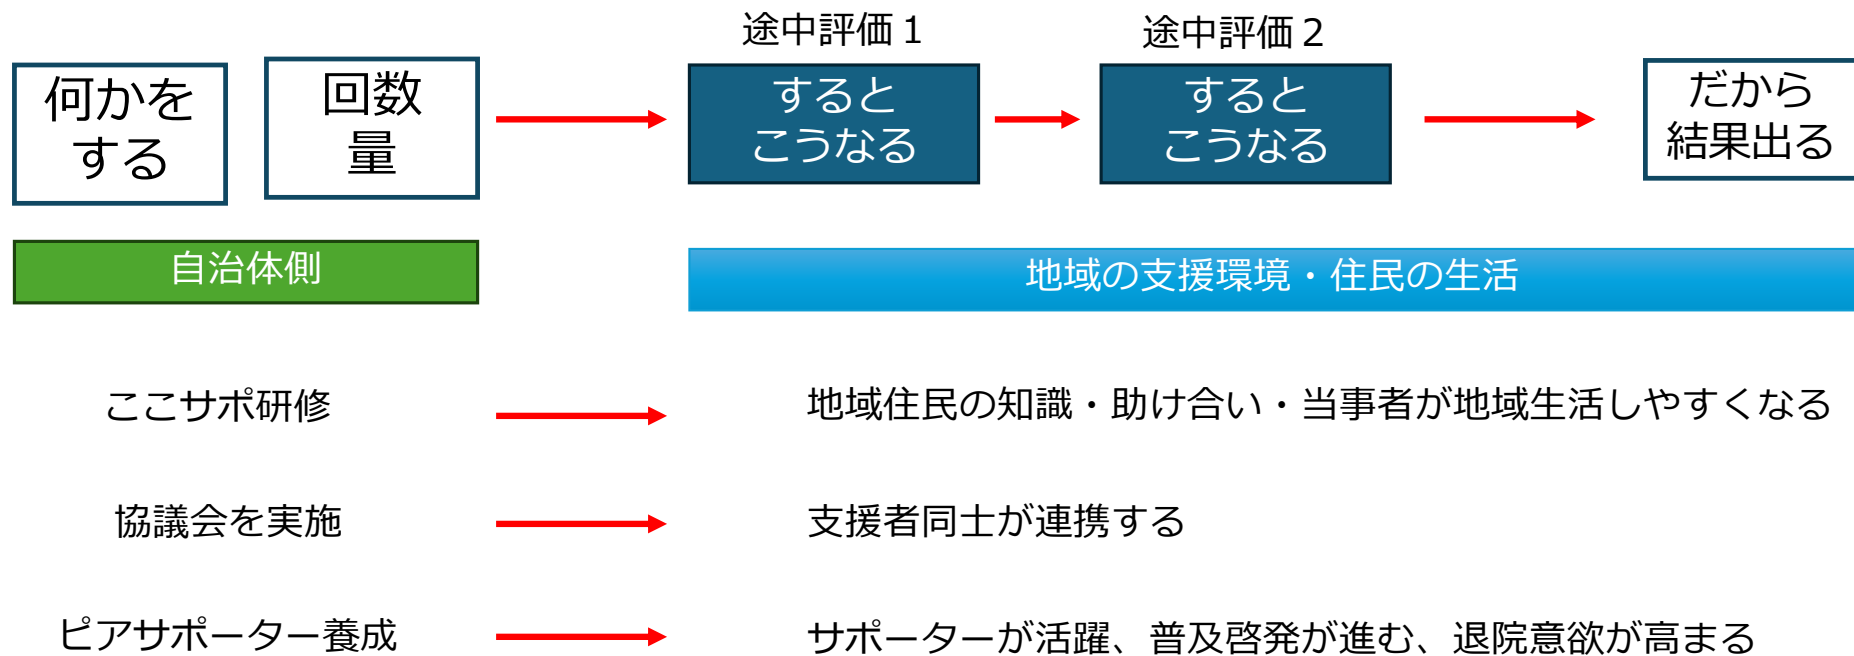 途中評価１
途中評価２
何かを
する
回数
量
すると
こうなる
すると
こうなる
だから
結果出る
自治体側
地域の支援環境・住民の生活
ここサポ研修
地域住民の知識・助け合い・当事者が地域生活しやすくなる
協議会を実施
支援者同士が連携する
ピアサポーター養成
サポーターが活躍、普及啓発が進む、退院意欲が高まる